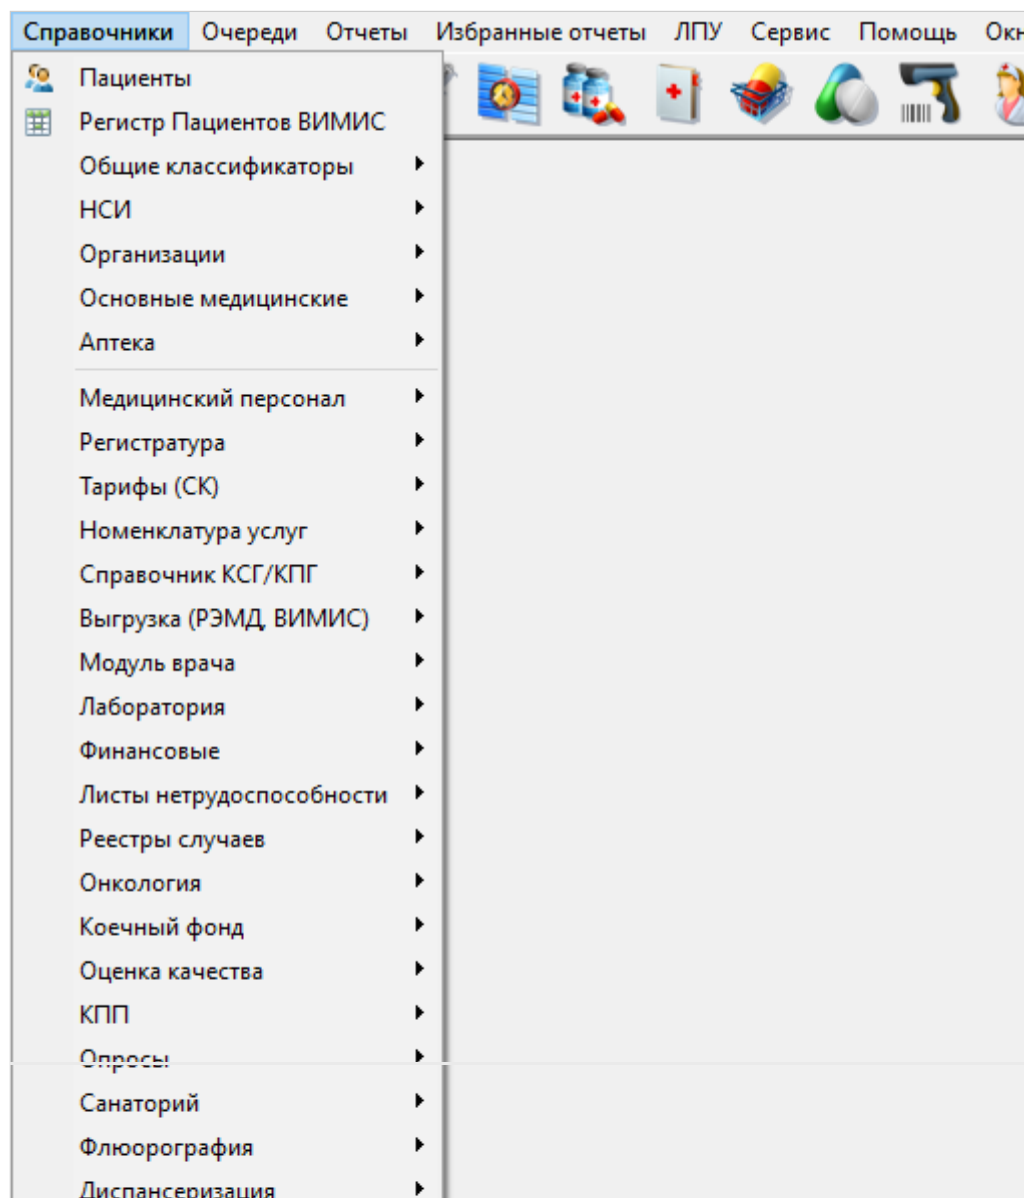 Справочники Очереди Отчеты Избранные отчеты ЛПУ Сервис Помощь
Пациенты
Регистр Пациентов ВИМИС
Общие классификаторы
НСИ
Организации
Основные медицинские
Аптека
Медицинский персонал
Регистратура
Тарифы (СК)
Номенклатура услуг
Справочник КСГ/КПГ
Выгрузка (РЭМД, ВИМИС)
Модуль врача
Лаборатория
Финансовые
Листы нетрудоспособности
Реестры случаев
Онкология
Коечный фонд
Оценка качества
КПП
Опросы
Санаторий
Флюорография
Диспансеризация